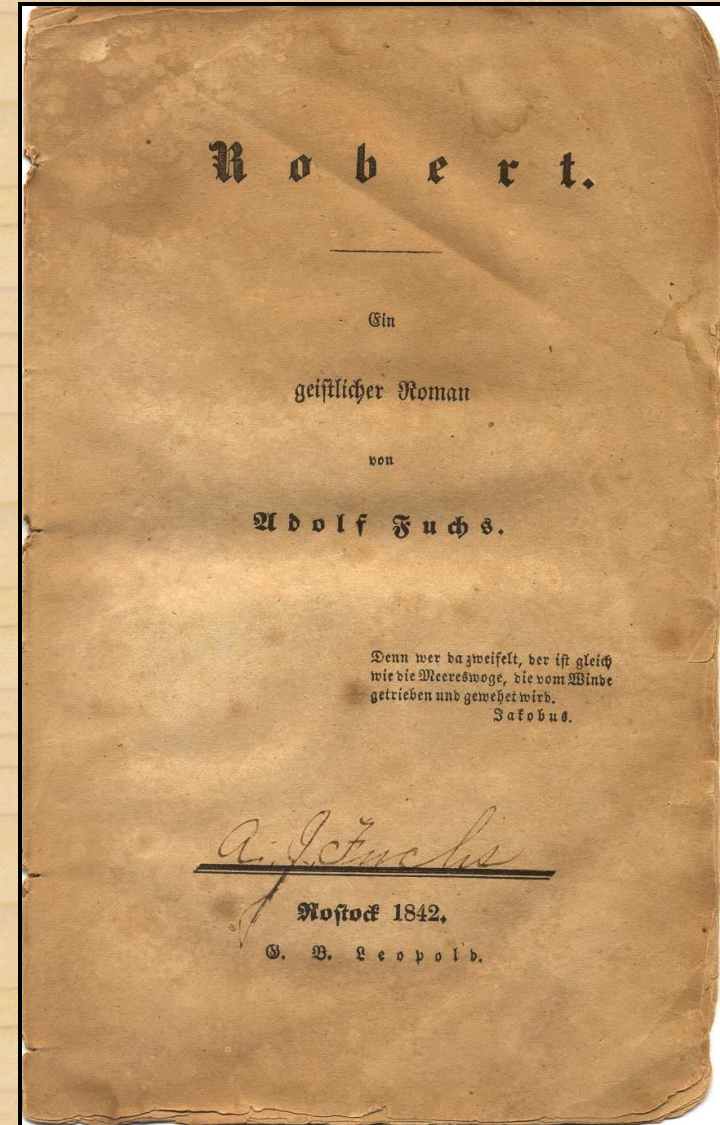 Robert.
Ein
geistlicher Roman
von
Adolf Fuchs.
Denn wer da zweifelt, der ist gleich
wie die Meereswoge, die vom Winde
getrieben und gewehet wird.
Jakobus.
A. J. Fuchs
Rostock 1842.
G. B. Leopold.